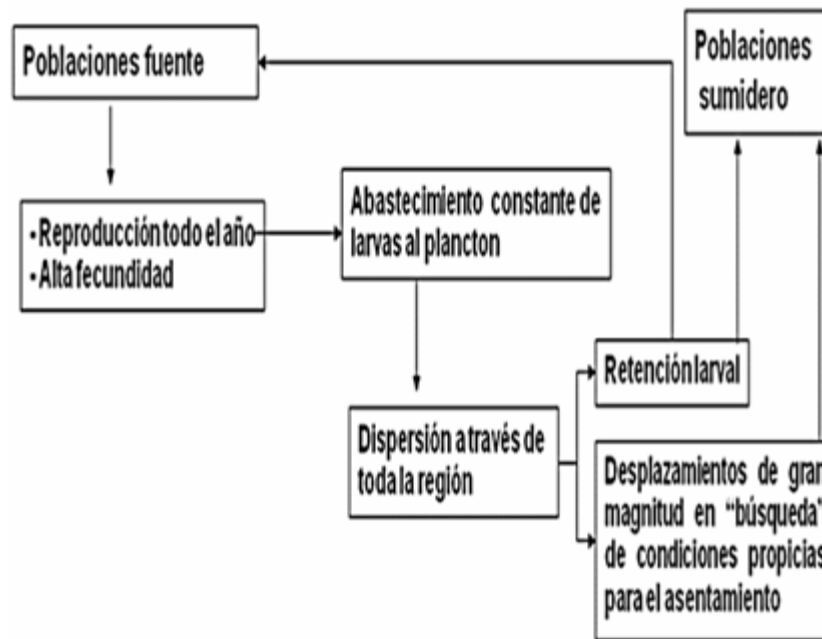 Poblaciones fuente
Poblaciones
sumidero
- Reproducción todo el año
- Alta fecundidad
Abastecimiento constante de
larvas al plancton
Dispersión a través de
toda la región
Retención larval
Desplazamientos de gran
magnitud en “búsqueda”
de condiciones propicias
para el asentamiento